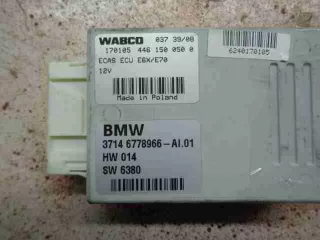 WABCO 037 39/08
170105 446 150 050 0
ECAS ECU E6X/E70
12V
Made in Poland
6240170105
BMW
3714 6778966-AI.01
HW 014
SW 6380